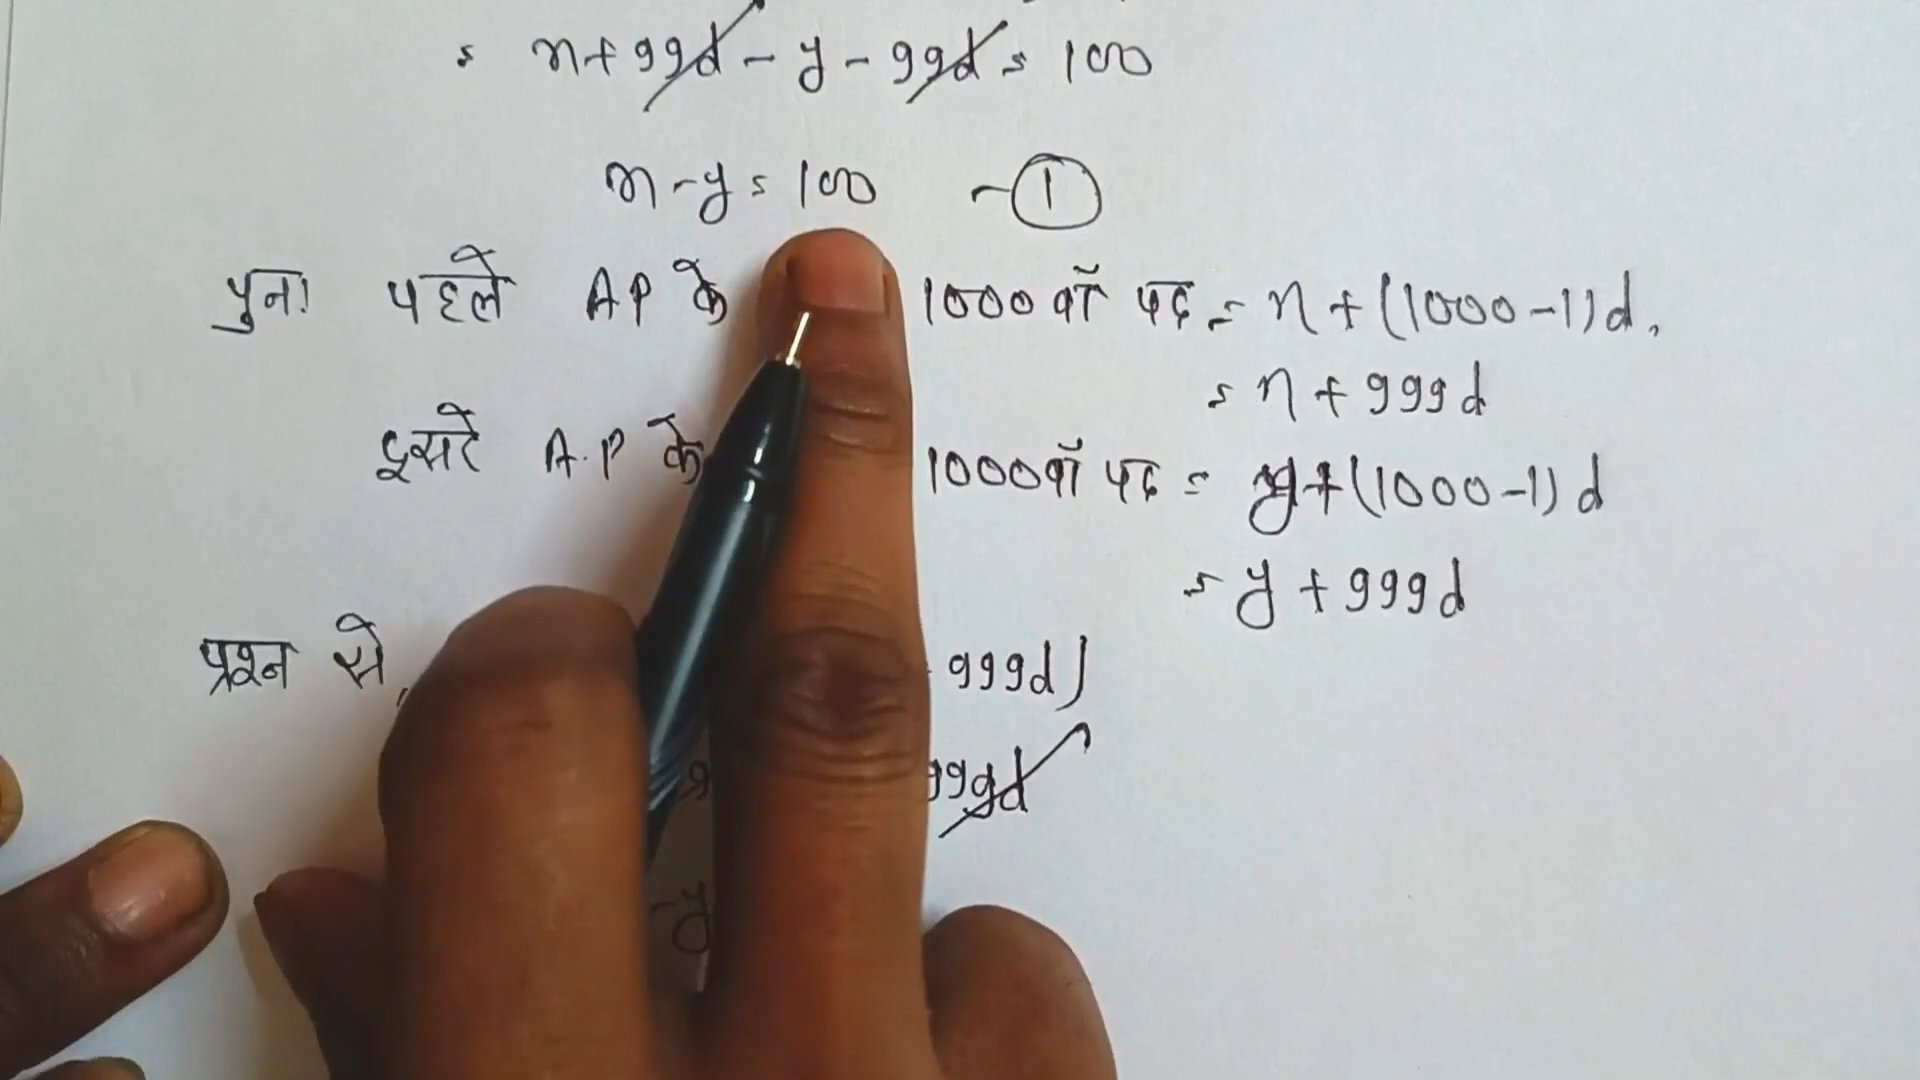 = x + 99d - y - 99d = 100
x - y = 100 - 1
पुनः पहले AP के 1000वाँ पद = x + (1000-1)d,
= x + 999d
दूसरे A.P के 1000वाँ पद = y + (1000-1)d
= y + 999d
प्रश्न से, 999d)
99d
-y